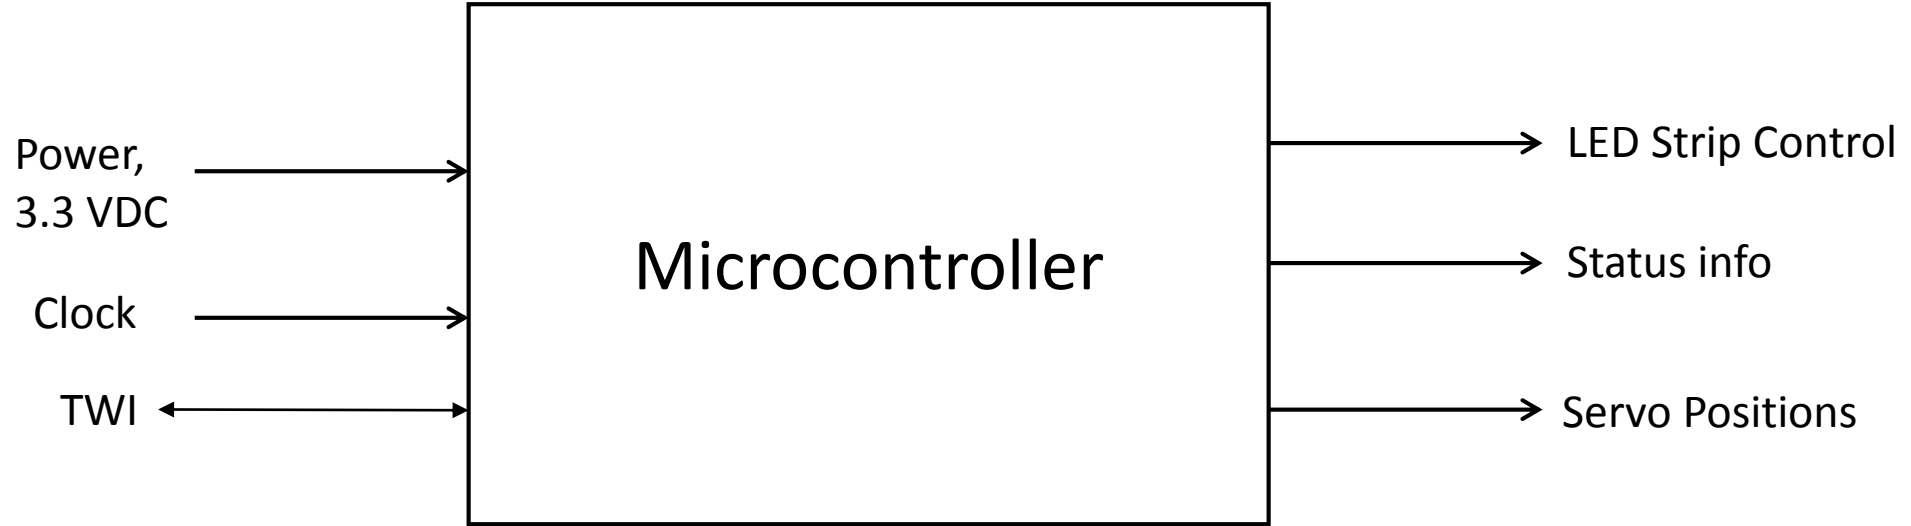 Power,
3.3 VDC
Clock
TWI
Microcontroller
LED Strip Control
Status info
Servo Positions